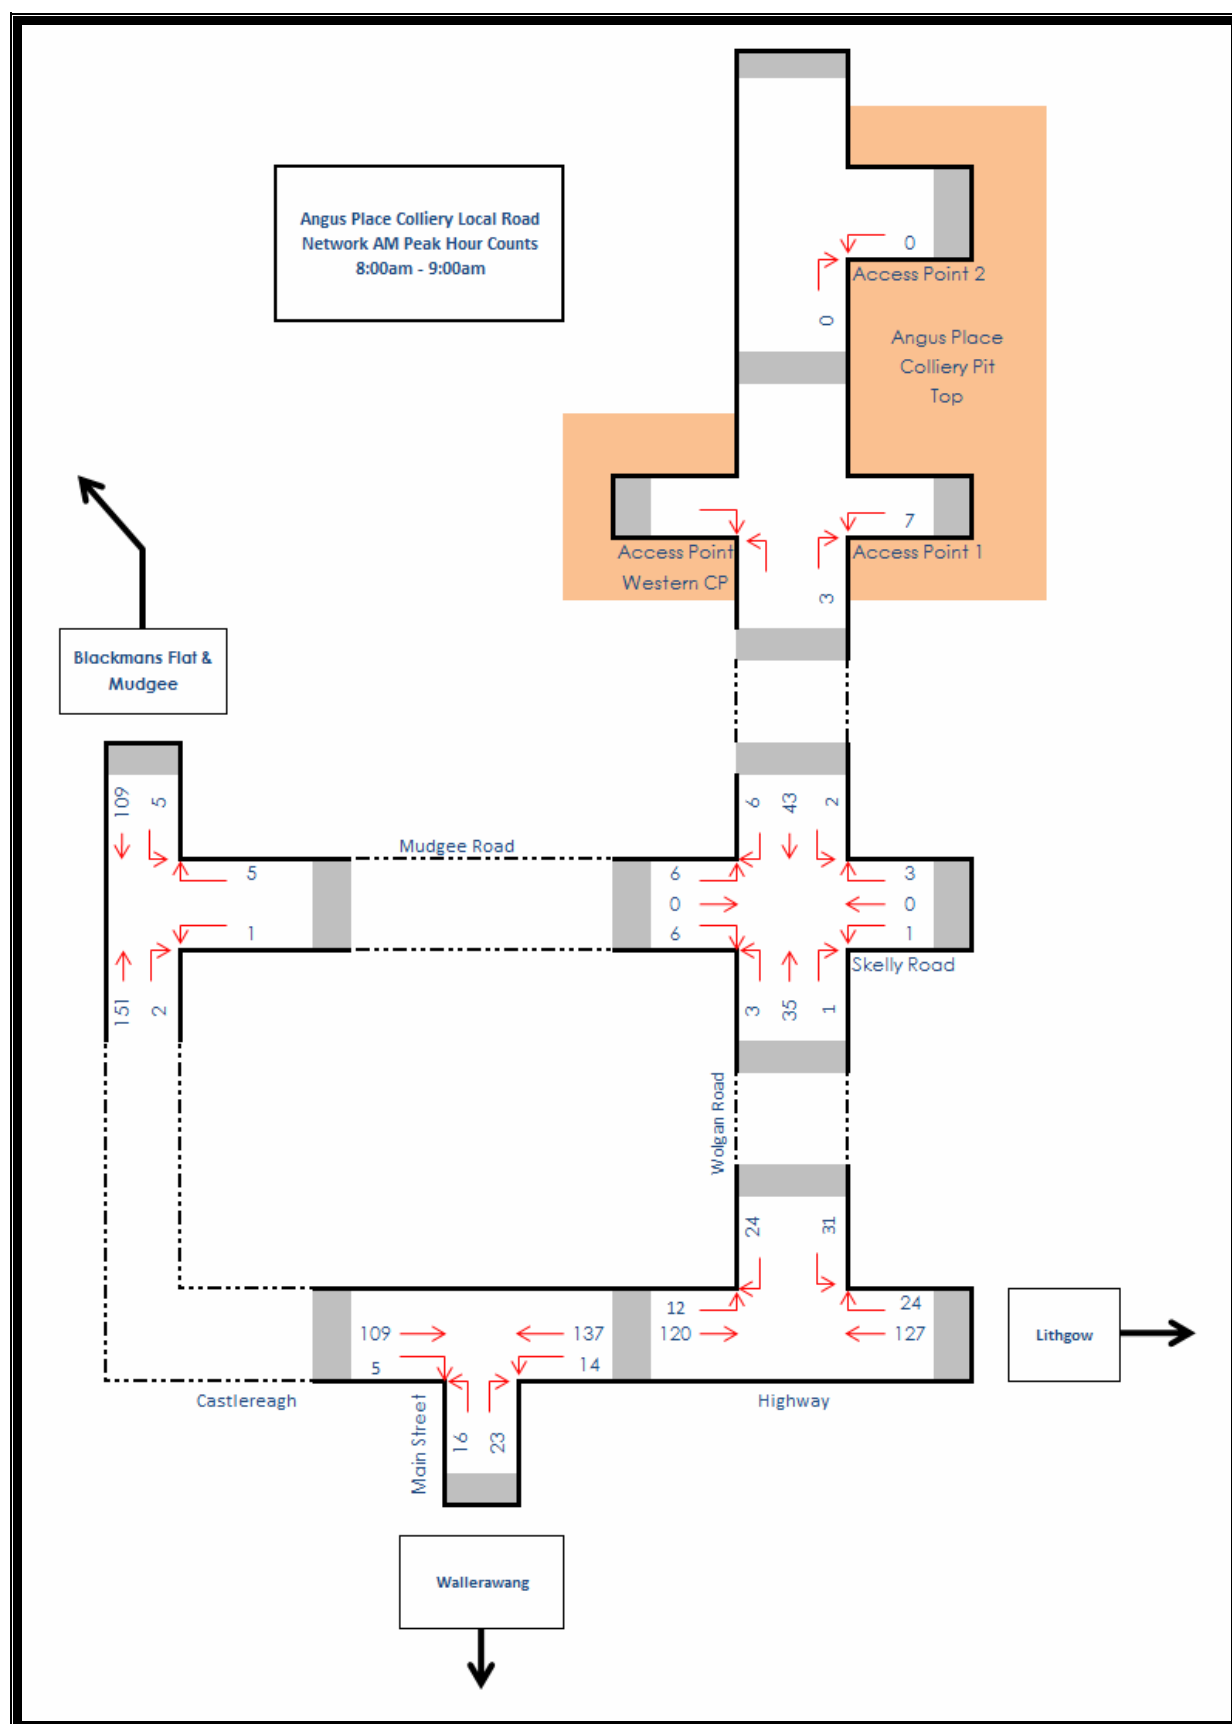 Angus Place Colliery Local Road
Network AM Peak Hour Counts
8:00am - 9:00am
0
Access Point 2
0
Angus Place
Colliery Pit
Top
7
Access Point
Western CP
Access Point 1
3
Blackmans Flat &
Mudgee
109
5
6
43
2
Mudgee Road
5
6
3
0
0
1
6
1
Skelly Road
151
2
3
35
1
Wolgan Road
24
31
12
24
109
137
120
127
Lithgow
5
14
Castlereagh
Highway
Main Street
16
23
Wallerawang